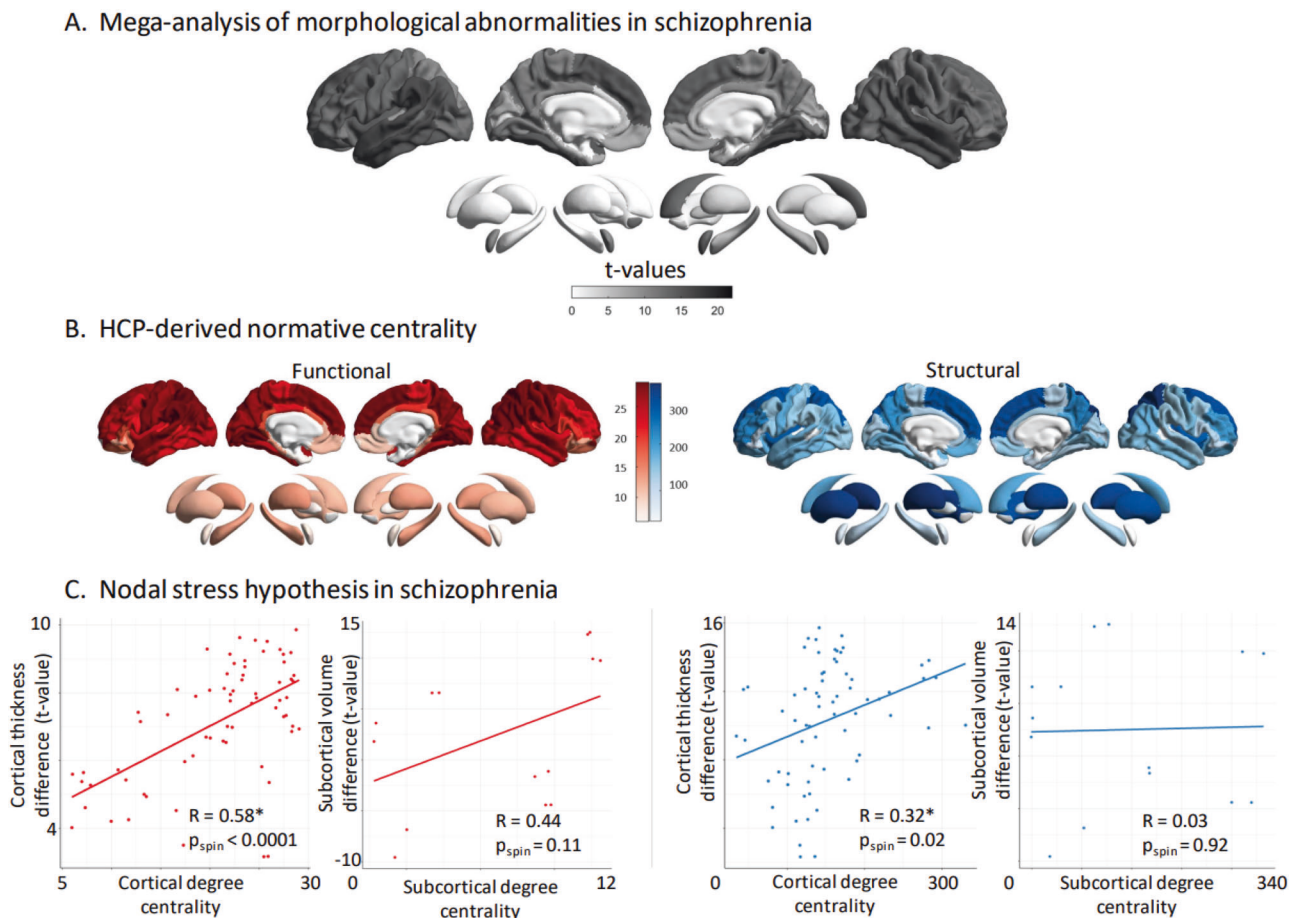 A. Mega-analysis of morphological abnormalities in schizophrenia
t-values
0 5 10 15 20
B. HCP-derived normative centrality
Functional
Structural
25
20
15
10
300
200
100
C. Nodal stress hypothesis in schizophrenia
Cortical thickness
difference (t-value)
10
4
R = 0.58*
pspin < 0.0001
5
30
Cortical degree
centrality
Subcortical volume
difference (t-value)
15
-10
R = 0.44
pspin = 0.11
0
12
Subcortical degree
centrality
Cortical thickness
difference (t-value)
16
R = 0.32*
pspin = 0.02
0
300
Cortical degree
centrality
Subcortical volume
difference (t-value)
14
R = 0.03
pspin = 0.92
0
340
Subcortical degree
centrality